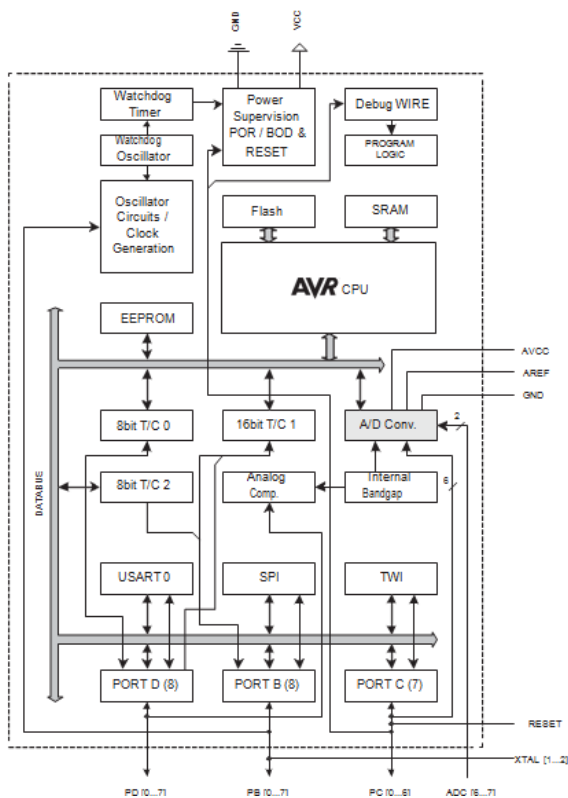 GND
VCC
Watchdog
Timer
Power
Supervision
POR / BOD &
RESET
Debug WIRE
Watchdog
Oscillator
PROGRAM
LOGIC
Oscillator
Circuits /
Clock
Generation
Flash
SRAM
AVR CPU
EEPROM
AVCC
AREF
GND
2
8bit T/C 0
16bit T/C 1
A/D Conv.
DATABUS
8bit T/C 2
Analog
Comp.
Internal
Bandgap
6
USART 0
SPI
TWI
PORT D (8)
PORT B (8)
PORT C (7)
RESET
XTAL [1...2]
PD [0...7]
PB [0...7]
PC [0...6]
ADC [6...7]